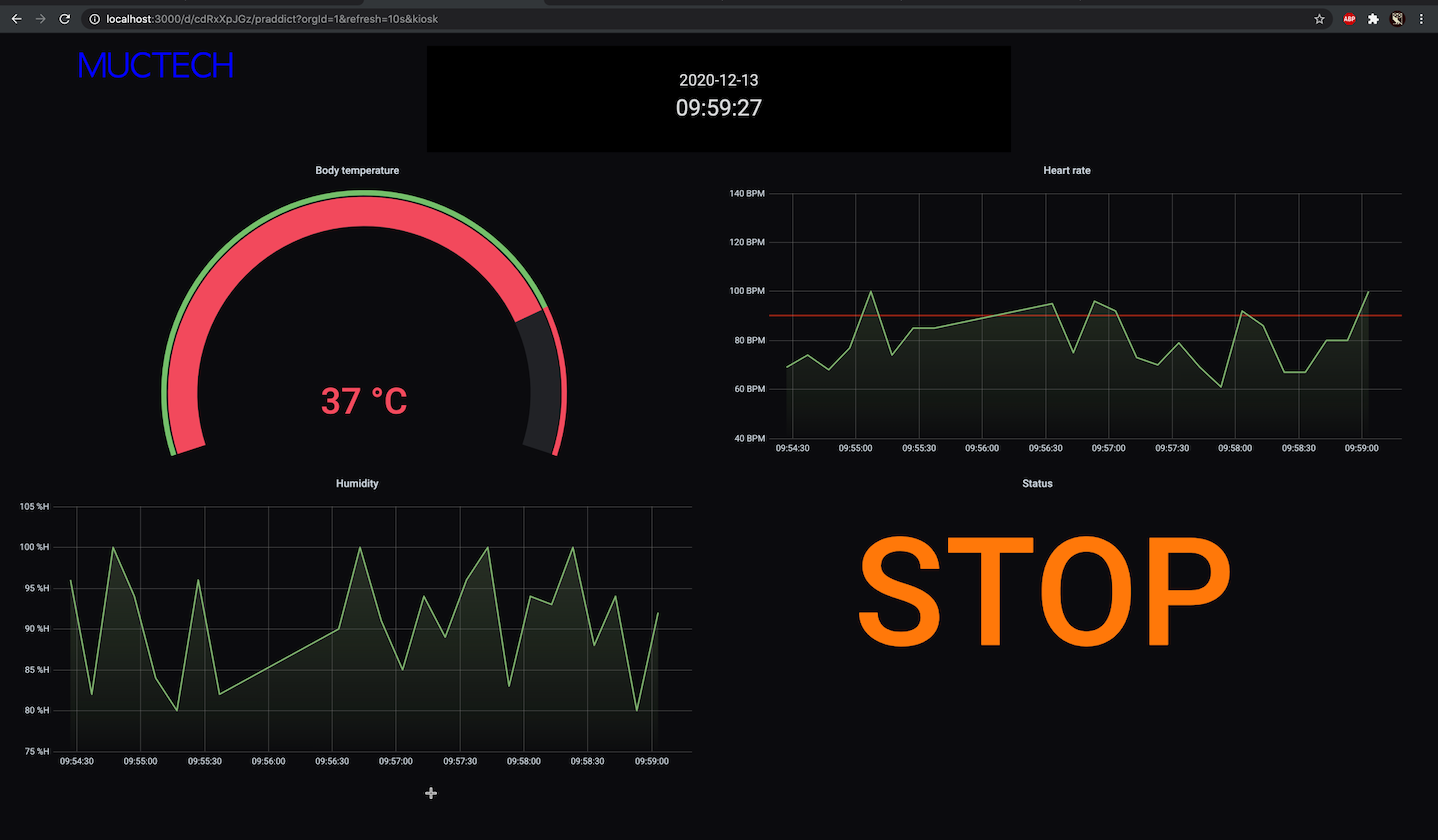 localhost:3000/d/cdRxXpJGz/praddict?orgId=1&refresh=10s&kiosk
ABP
MUCTECH
2020-12-13
09:59:27
Body temperature
37 °C
Heart rate
140 BPM
120 BPM
100 BPM
80 BPM
60 BPM
40 BPM
09:54:30 09:55:00 09:55:30 09:56:00 09:56:30 09:57:00 09:57:30 09:58:00 09:58:30 09:59:00
Humidity
105 %H
100 %H
95 %H
90 %H
85 %H
80 %H
75 %H
09:54:30 09:55:00 09:55:30 09:56:00 09:56:30 09:57:00 09:57:30 09:58:00 09:58:30 09:59:00
Status
STOP